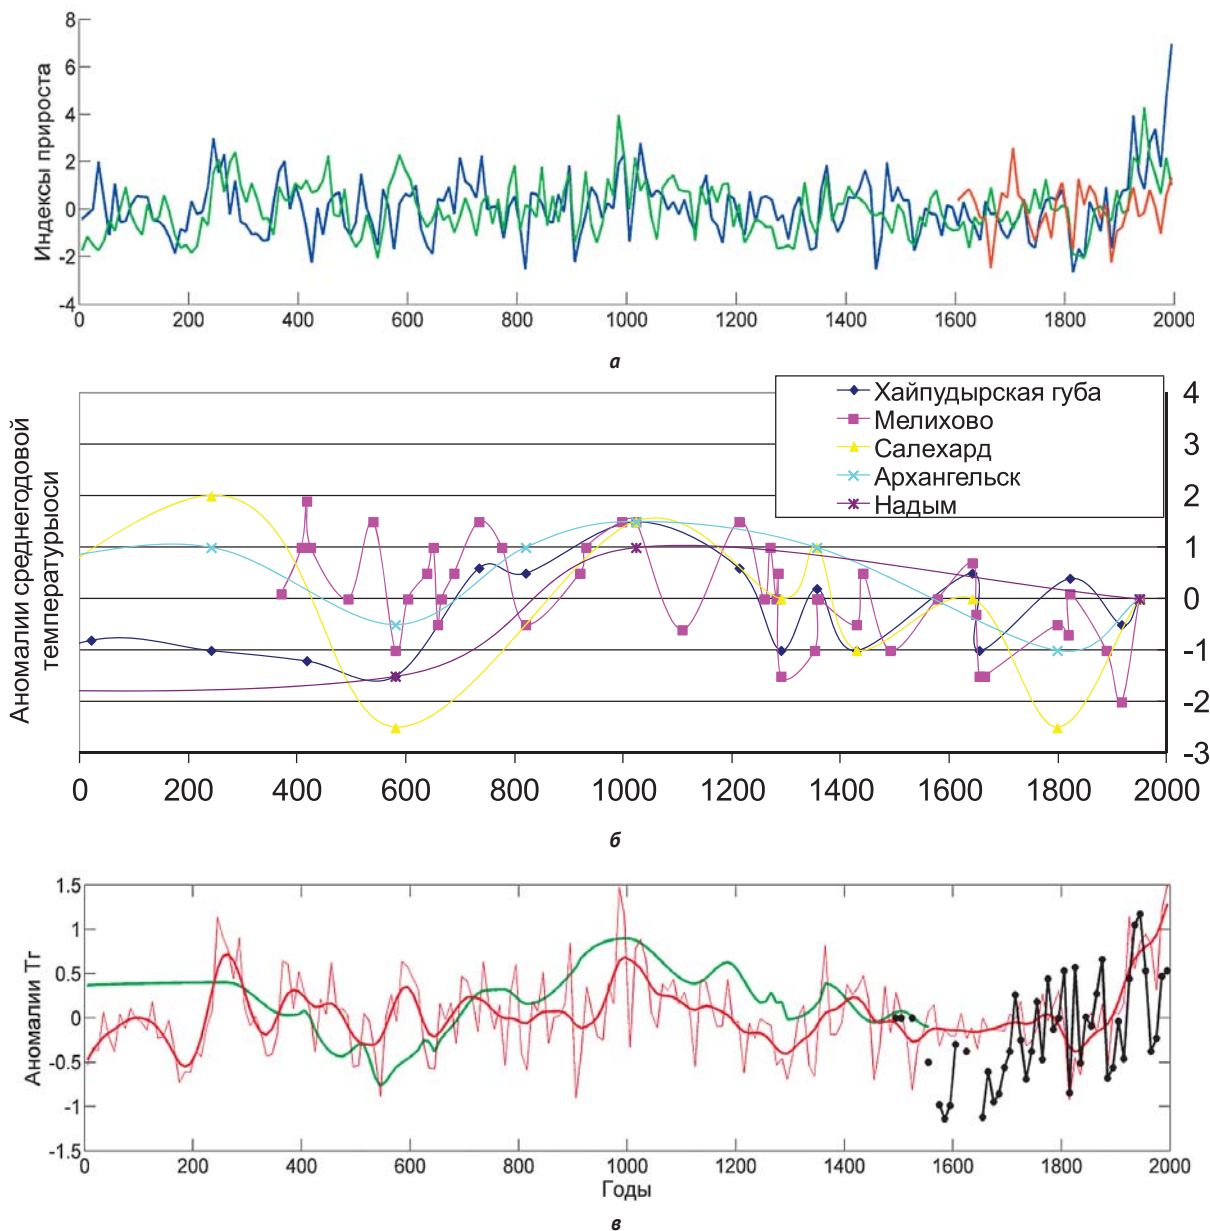 8
6
4
2
0
-2
-4
Индексы прироста
0 200 400 600 800 1000 1200 1400 1600 1800 2000
а
Хайпудырская губа
Мелихово
Салехард
Архангельск
Надым
4
3
2
1
0
-1
-2
-3
Аномалии среднегодовой
температурыоси
0 200 400 600 800 1000 1200 1400 1600 1800 2000
б
1.5
1
0.5
0
-0.5
-1
-1.5
Аномалии Тг
0 200 400 600 800 1000 1200 1400 1600 1800 2000
Годы
в